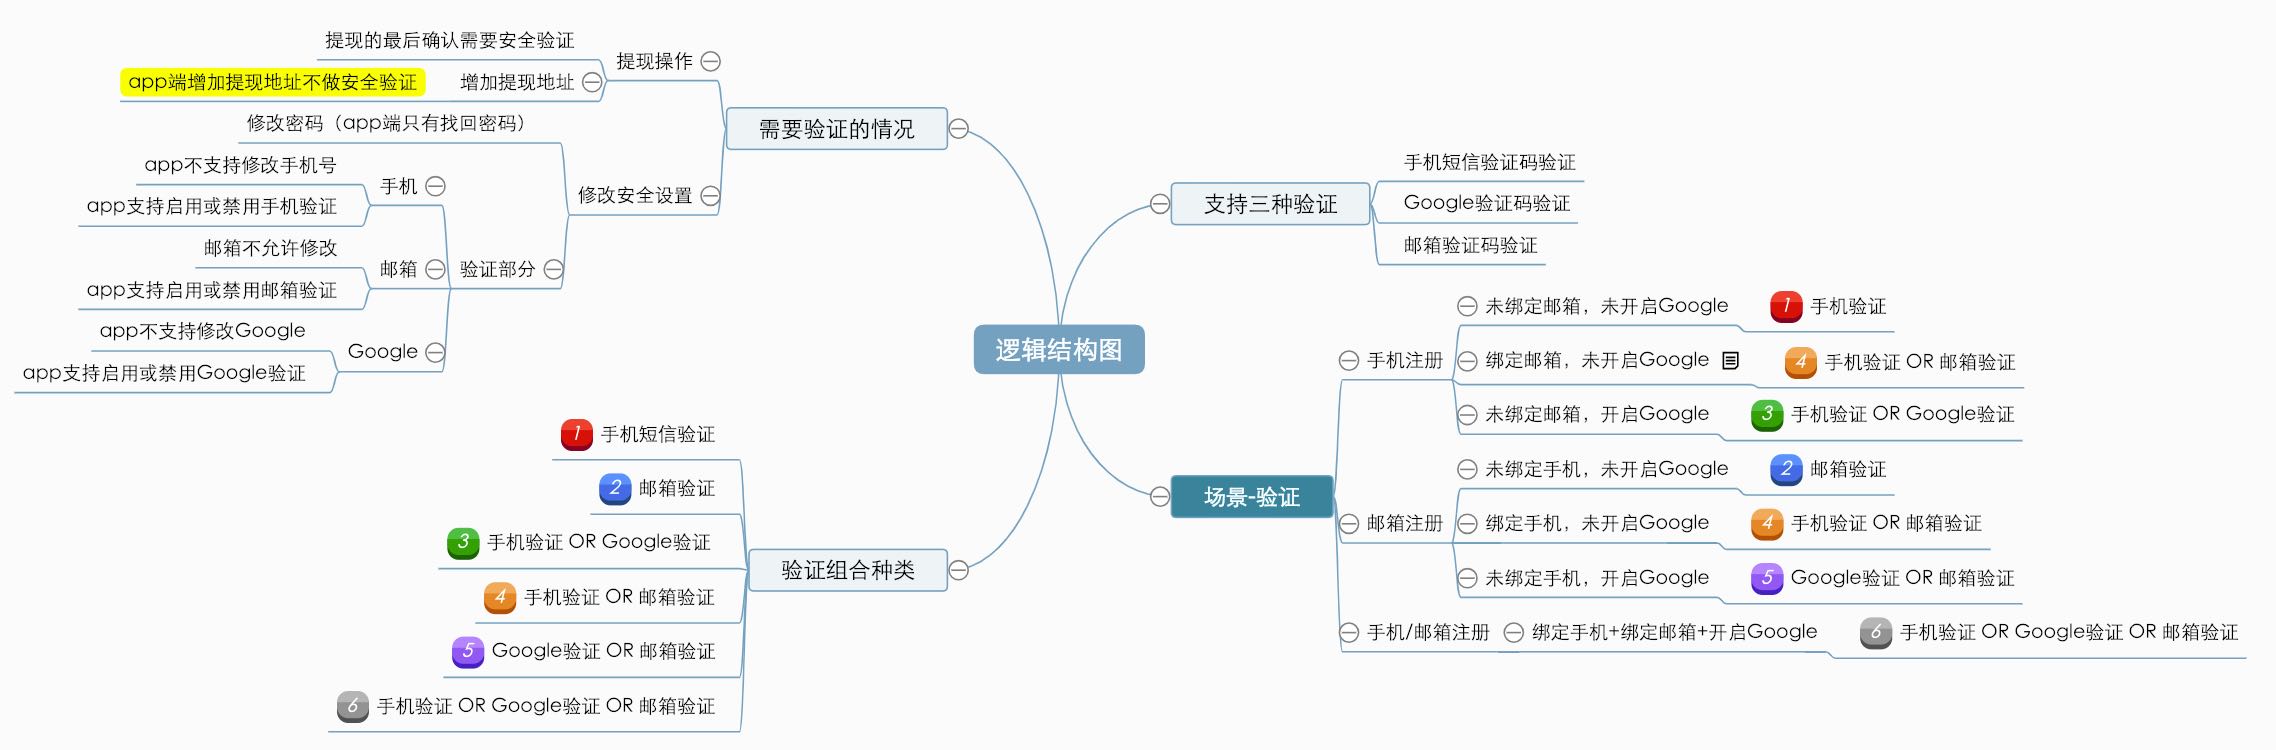 逻辑结构图
需要验证的情况
提现操作
提现的最后确认需要安全验证
增加提现地址
app端增加提现地址不做安全验证
修改安全设置
修改密码（app端只有找回密码）
验证部分
手机
app不支持修改手机号
app支持启用或禁用手机验证
邮箱
邮箱不允许修改
app支持启用或禁用邮箱验证
Google
app不支持修改Google
app支持启用或禁用Google验证
验证组合种类
1 手机短信验证
2 邮箱验证
3 手机验证 OR Google验证
4 手机验证 OR 邮箱验证
5 Google验证 OR 邮箱验证
6 手机验证 OR Google验证 OR 邮箱验证
支持三种验证
手机短信验证码验证
Google验证码验证
邮箱验证码验证
场景-验证
手机注册
未绑定邮箱，未开启Google
1 手机验证
绑定邮箱，未开启Google
4 手机验证 OR 邮箱验证
未绑定邮箱，开启Google
3 手机验证 OR Google验证
邮箱注册
未绑定手机，未开启Google
2 邮箱验证
绑定手机，未开启Google
4 手机验证 OR 邮箱验证
未绑定手机，开启Google
5 Google验证 OR 邮箱验证
手机/邮箱注册
绑定手机+绑定邮箱+开启Google
6 手机验证 OR Google验证 OR 邮箱验证